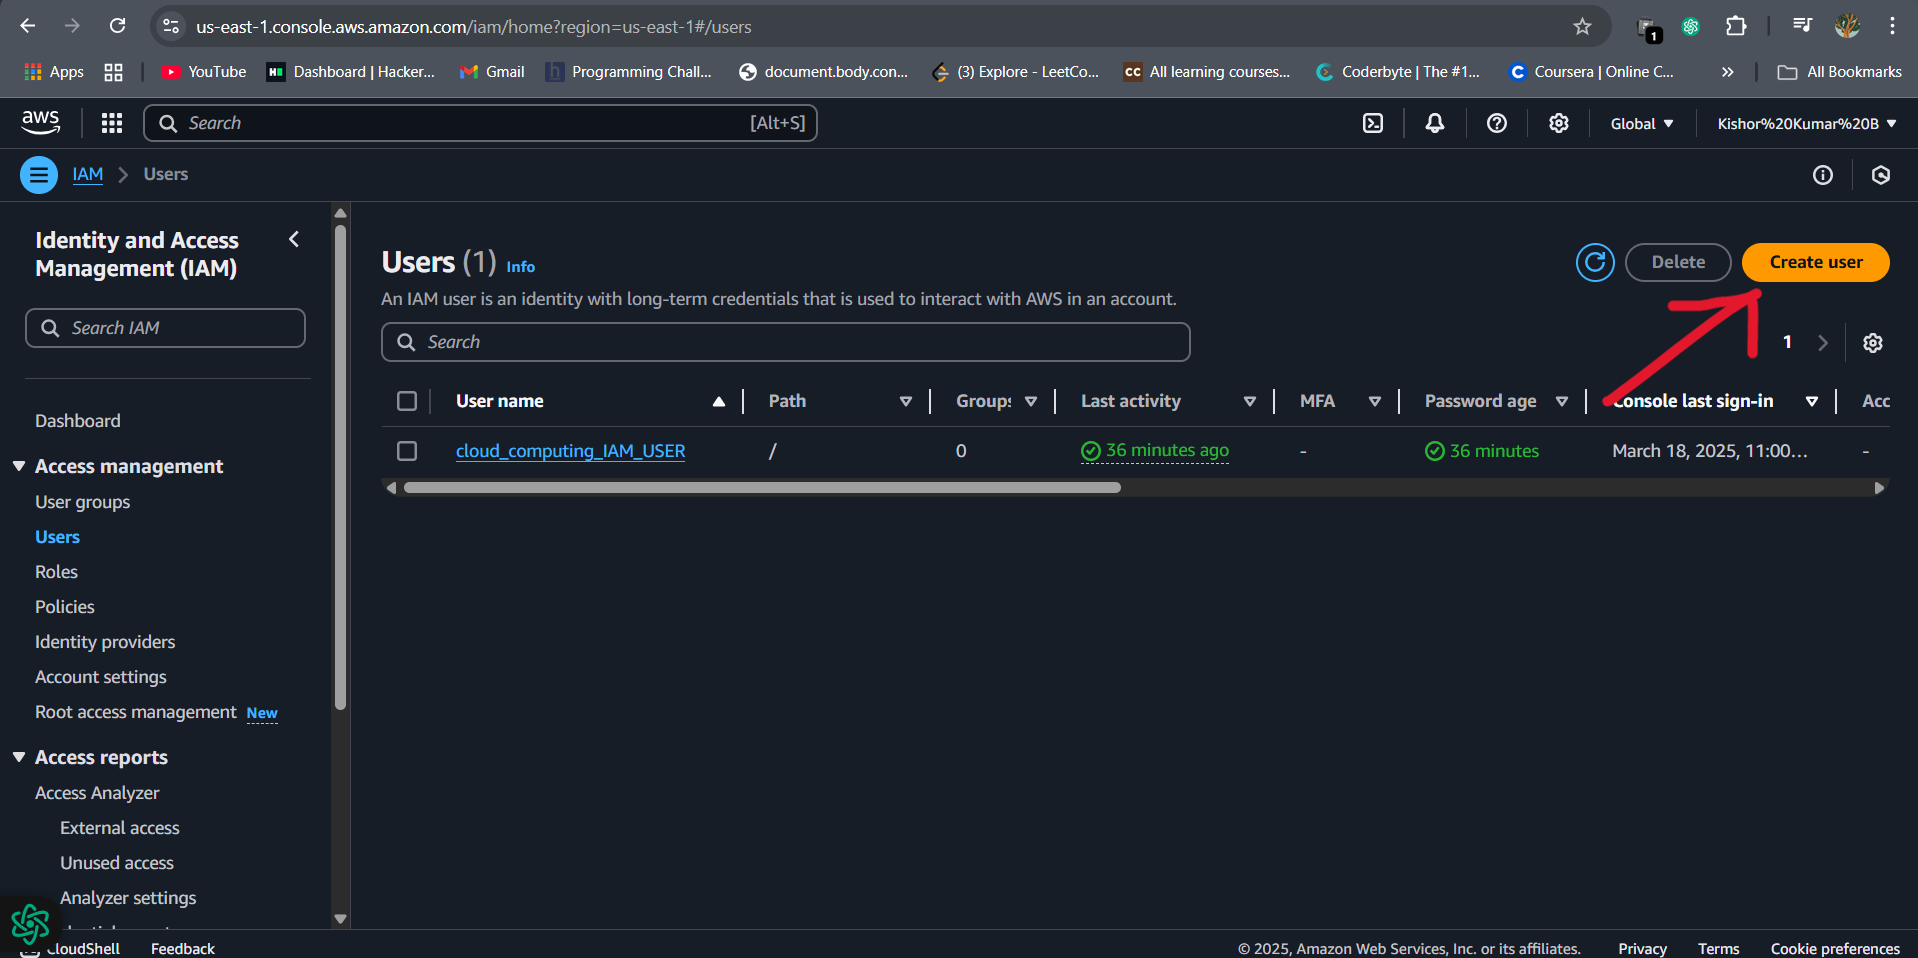 us-east-1.console.aws.amazon.com/iam/home?region=us-east-1#/users
1
Apps YouTube Dashboard | Hacker... Gmail Programming Chall... document.body.con... (3) Explore - LeetCo... All learning courses... Coderbyte | The #1... Coursera | Online C... » All Bookmarks
aws Search [Alt+S] Global Kishor%20Kumar%20B
IAM > Users
Identity and Access
Management (IAM)
Search IAM
Dashboard
Access management
User groups
Users
Roles
Policies
Identity providers
Account settings
Root access management New
Access reports
Access Analyzer
External access
Unused access
Analyzer settings
Users (1) Info
Delete Create user
An IAM user is an identity with long-term credentials that is used to interact with AWS in an account.
Search
1
User name Path Groups Last activity MFA Password age Console last sign-in Acc
cloud_computing_IAM_USER / 0 36 minutes ago - 36 minutes March 18, 2025, 11:00... -
CloudShell Feedback © 2025, Amazon Web Services, Inc. or its affiliates. Privacy Terms Cookie preferences